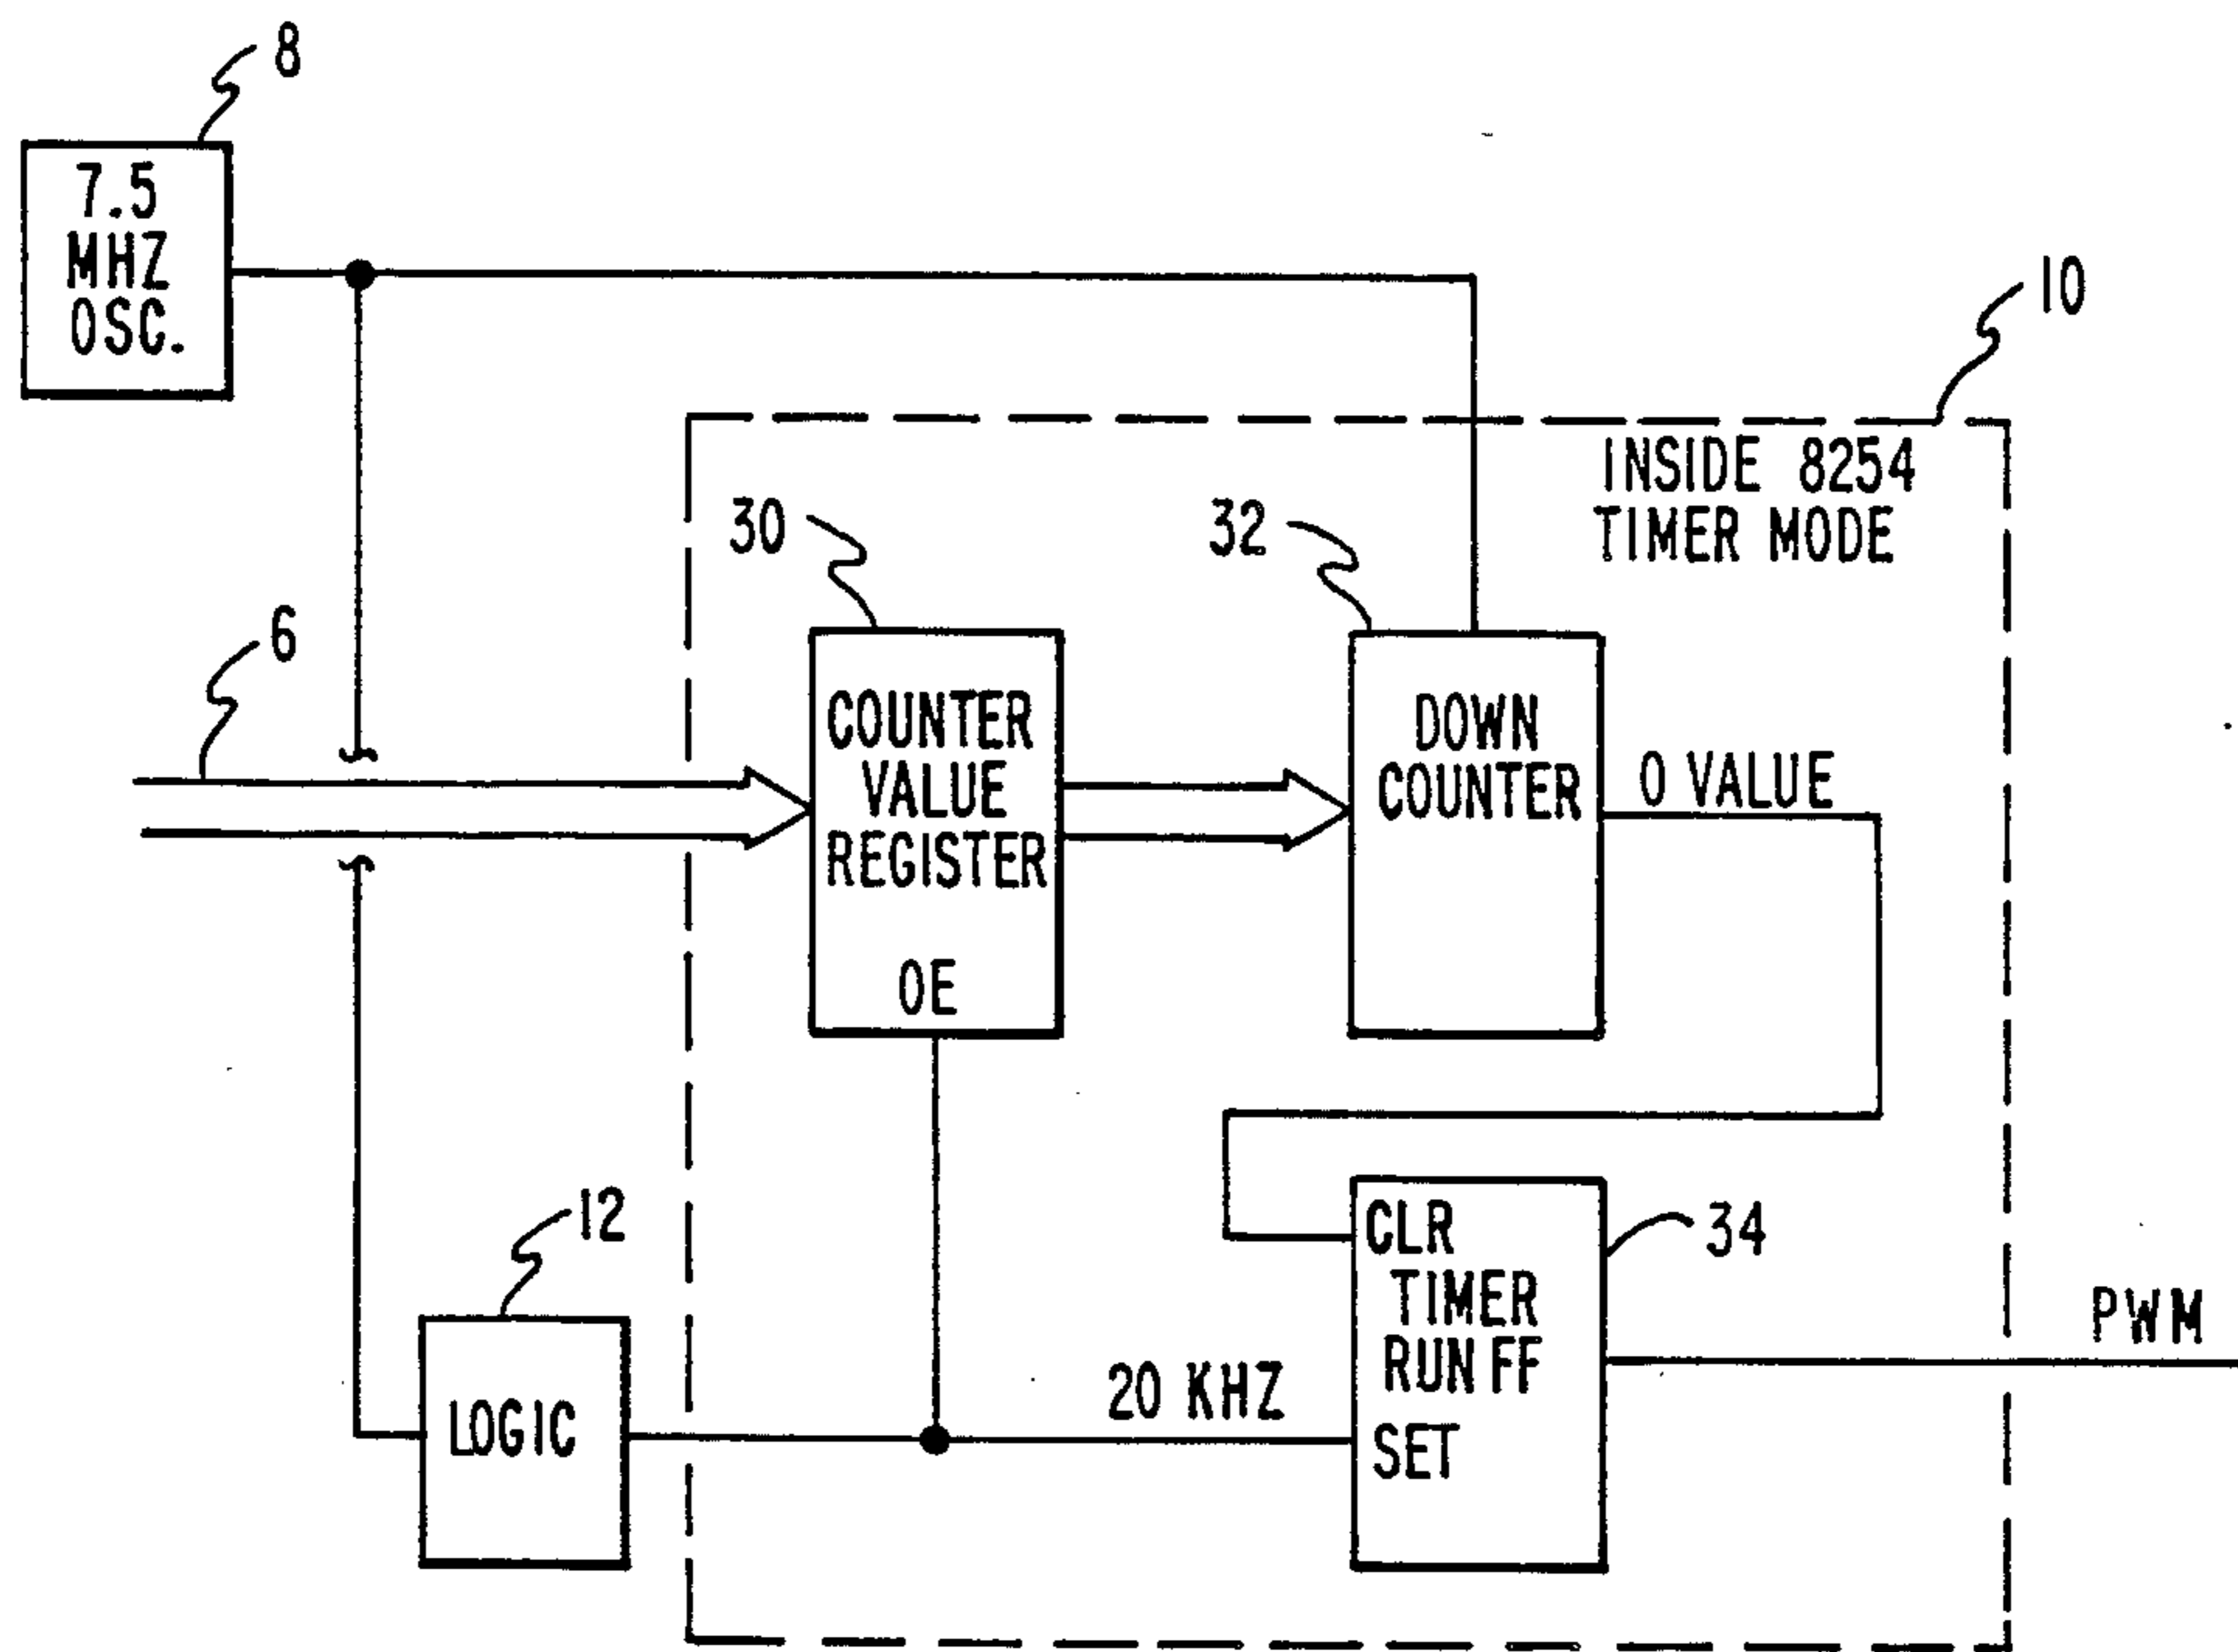 8
7.5
MHZ
OSC.
10
INSIDE 8254
TIMER MODE
30
32
6
COUNTER
VALUE
REGISTER
OE
DOWN
COUNTER
0 VALUE
12
LOGIC
20 KHZ
CLR
TIMER
RUN FF
SET
34
PWM